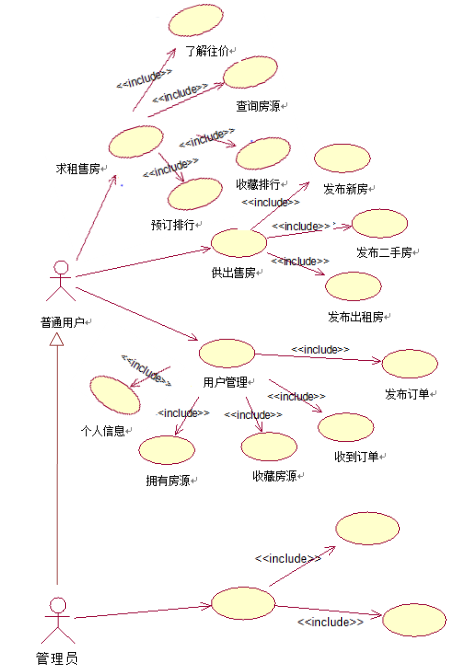 了解往价
<<include>>
<<include>>
查询房源
<<include>>
求租售房
<<include>>
收藏排行
发布新房
预订排行
<<include>>
<<include>>
发布二手房
供出售房
<<include>>
发布出租房
普通用户
<<include>>
<<include>>
用户管理
发布订单
<<include>>
个人信息
<<include>>
<<include>>
收到订单
拥有房源
收藏房源
<<include>>
<<include>>
管理员